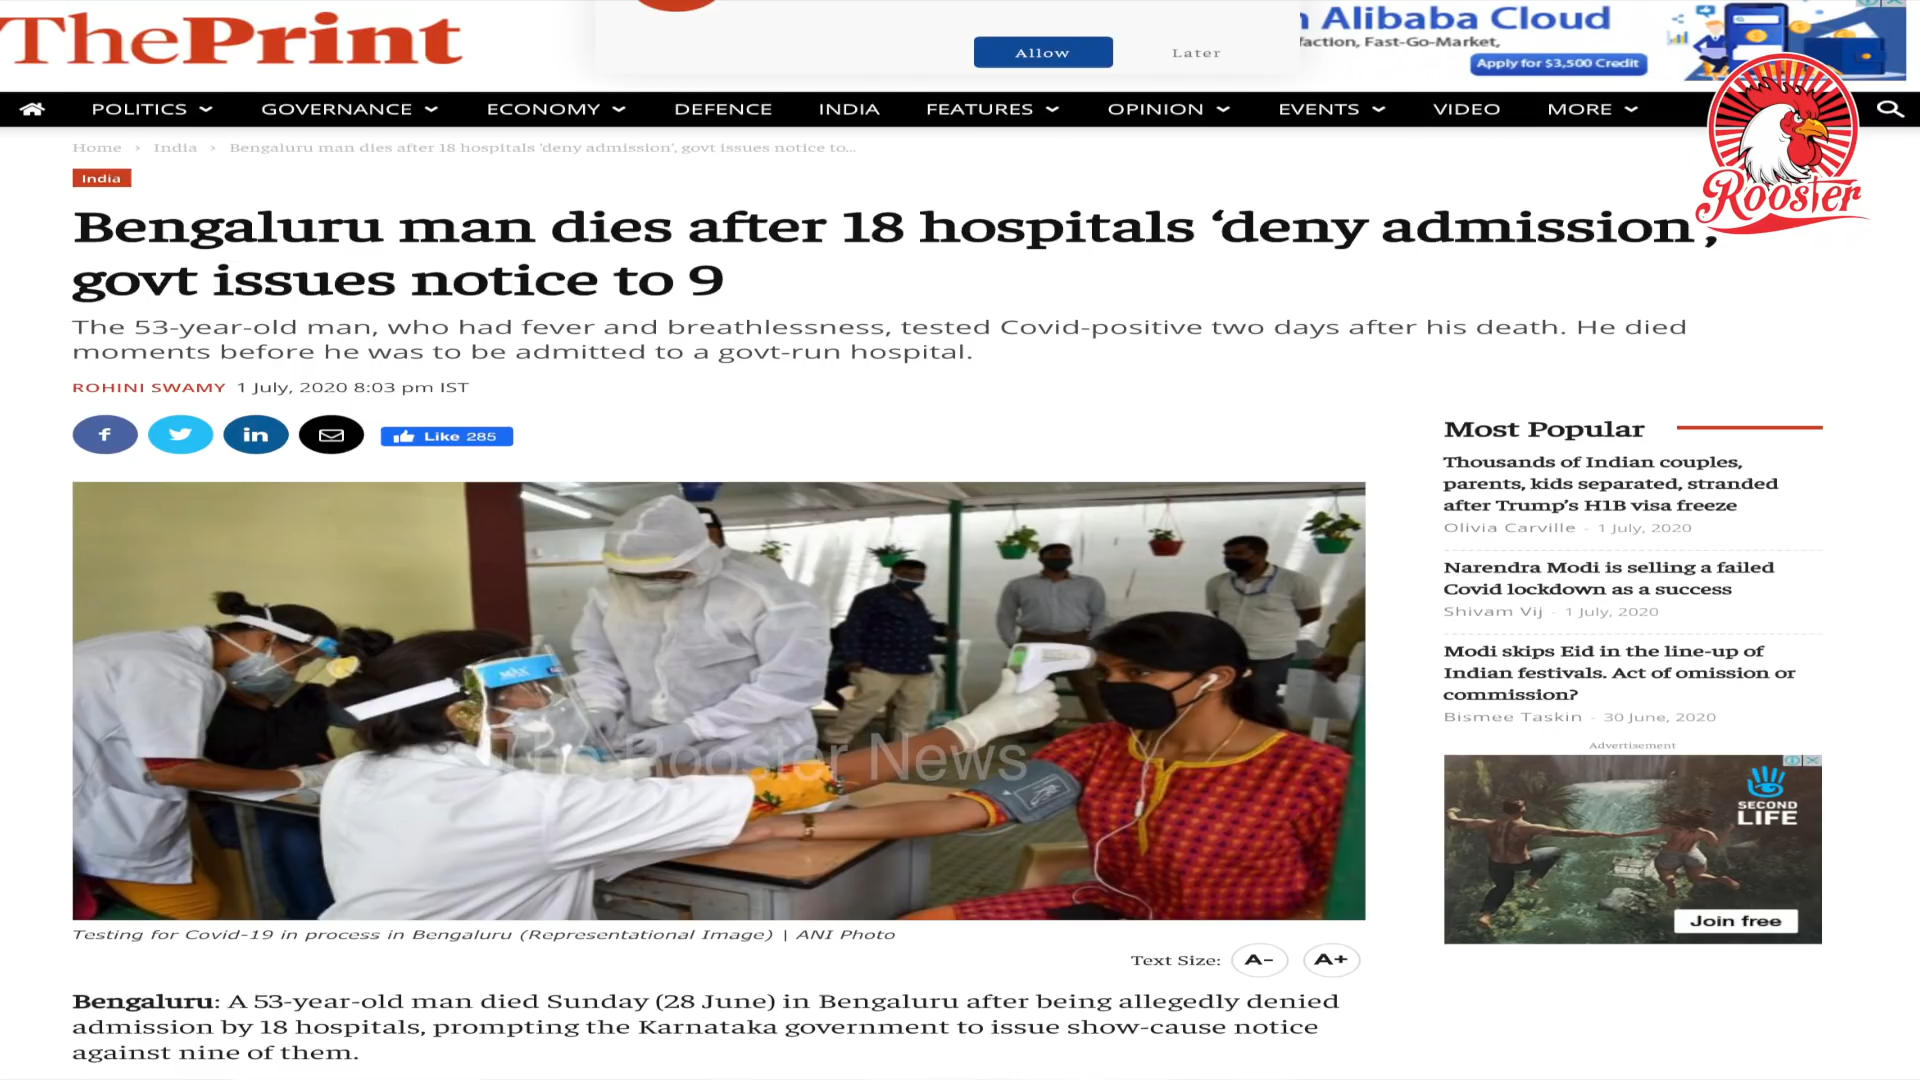 ThePrint
Allow
Later
Alibaba Cloud
faction, Fast-Go-Market,
Apply for $3,500 Credit
POLITICS
GOVERNANCE
ECONOMY
DEFENCE
INDIA
FEATURES
OPINION
EVENTS
VIDEO
MORE
Rooster
Home › India › Bengaluru man dies after 18 hospitals 'deny admission', govt issues notice to...
India
Bengaluru man dies after 18 hospitals ‘deny admission’,
govt issues notice to 9
The 53-year-old man, who had fever and breathlessness, tested Covid-positive two days after his death. He died
moments before he was to be admitted to a govt-run hospital.
ROHINI SWAMY 1 July, 2020 8:03 pm IST
Like 285
The Rooster News
Testing for Covid-19 in process in Bengaluru (Representational Image) | ANI Photo
Text Size: A- A+
Bengaluru: A 53-year-old man died Sunday (28 June) in Bengaluru after being allegedly denied
admission by 18 hospitals, prompting the Karnataka government to issue show-cause notice
against nine of them.
Most Popular
Thousands of Indian couples,
parents, kids separated, stranded
after Trump’s H1B visa freeze
Olivia Carville - 1 July, 2020
Narendra Modi is selling a failed
Covid lockdown as a success
Shivam Vij - 1 July, 2020
Modi skips Eid in the line-up of
Indian festivals. Act of omission or
commission?
Bismee Taskin - 30 June, 2020
Advertisement
SECOND
LIFE
Join free